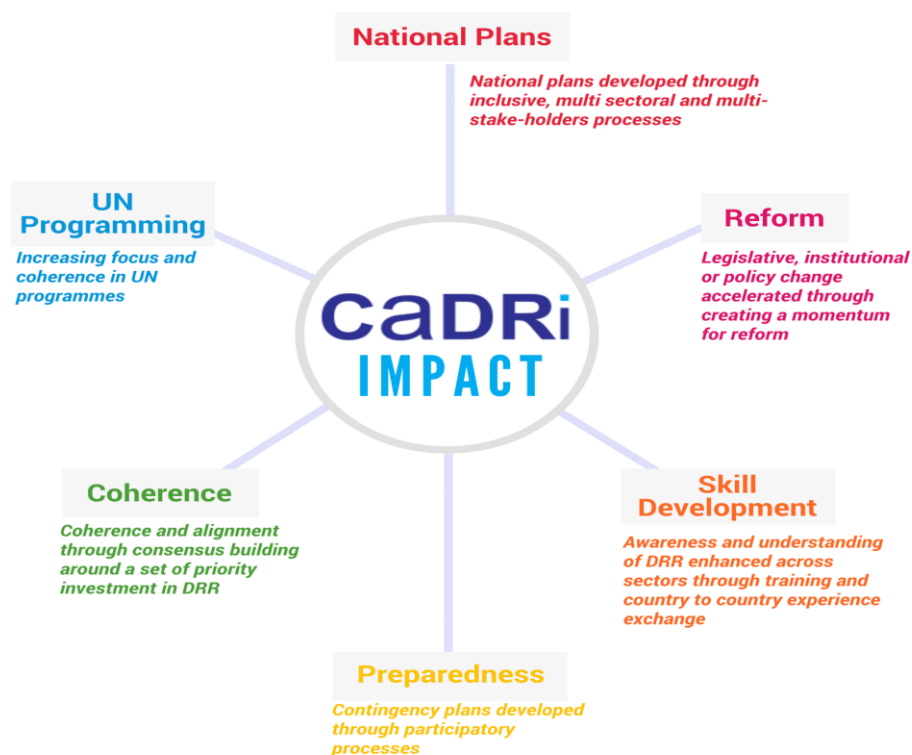 National Plans
National plans developed through
inclusive, multi sectoral and multi-
stake-holders processes
UN
Programming
Increasing focus and
coherence in UN
programmes
Reform
Legislative, institutional
or policy change
accelerated through
creating a momentum
for reform
CaDRi
IMPACT
Coherence
Coherence and alignment
through consensus building
around a set of priority
investment in DRR
Skill
Development
Awareness and understanding
of DRR enhanced across
sectors through training and
country to country experience
exchange
Preparedness
Contingency plans developed
through participatory
processes